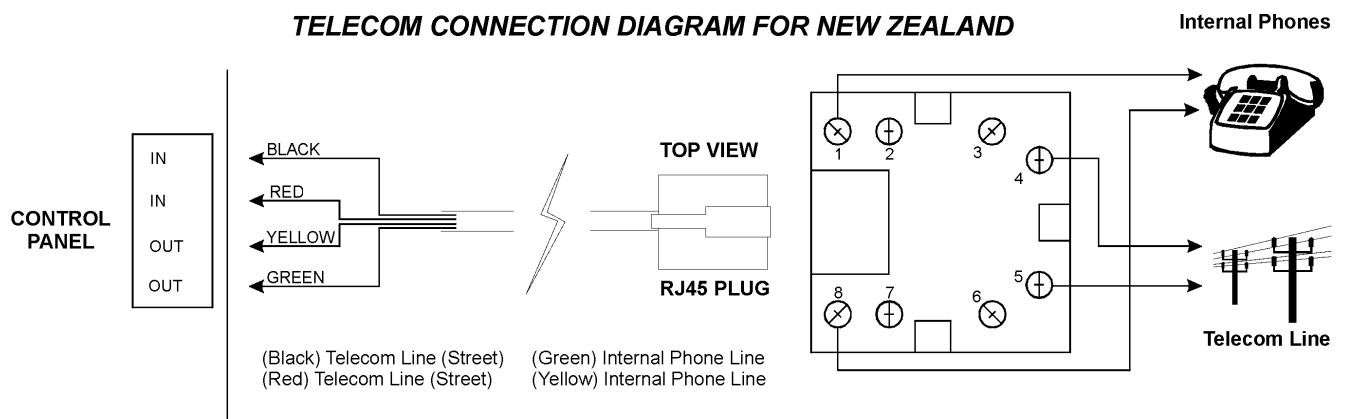 TELECOM CONNECTION DIAGRAM FOR NEW ZEALAND
Internal Phones
CONTROL
PANEL
IN
IN
OUT
OUT
BLACK
RED
YELLOW
GREEN
TOP VIEW
RJ45 PLUG
1
2
3
4
5
6
7
8
Telecom Line
(Black) Telecom Line (Street)
(Red) Telecom Line (Street)
(Green) Internal Phone Line
(Yellow) Internal Phone Line